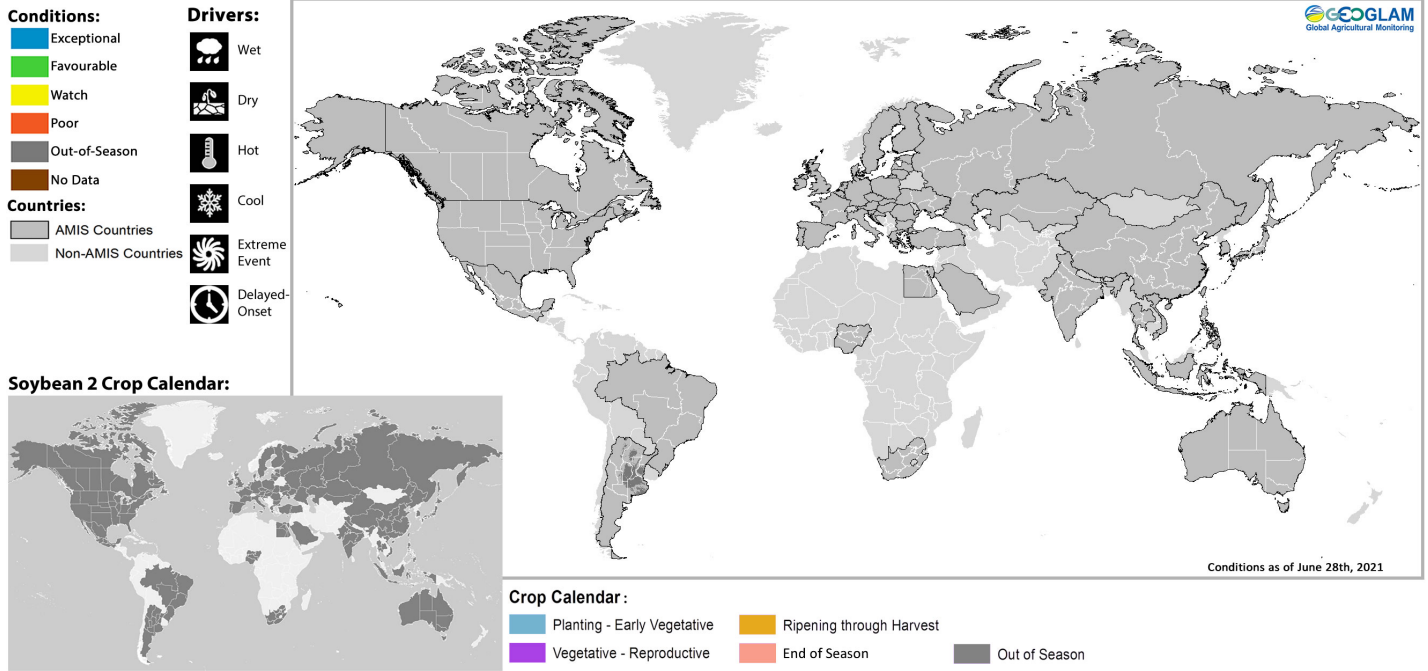 Conditions:
Exceptional
Favourable
Watch
Poor
Out-of-Season
No Data
Countries:
AMIS Countries
Non-AMIS Countries
Drivers:
Wet
Dry
Hot
Cool
Extreme
Event
Delayed-
Onset
GEOGLAM
Global Agricultural Monitoring
Soybean 2 Crop Calendar:
Conditions as of June 28th, 2021
Crop Calendar :
Planting - Early Vegetative
Ripening through Harvest
Vegetative - Reproductive
End of Season
Out of Season